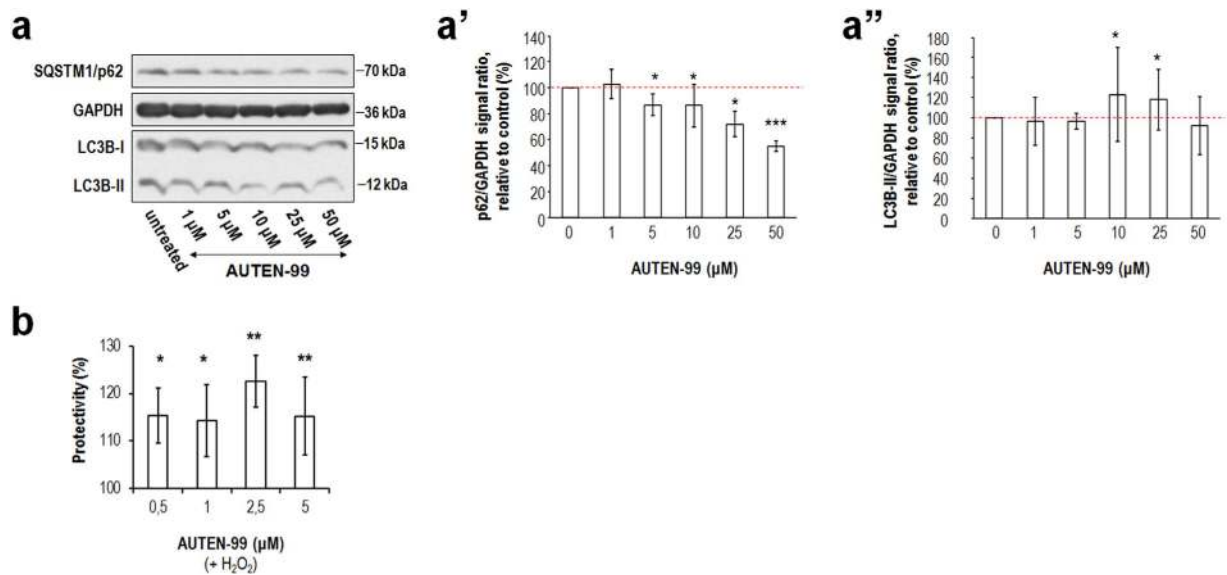 a
SQSTM1/p62
–70 kDa
GAPDH
–36 kDa
LC3B-I
–15 kDa
LC3B-II
–12 kDa
untreated
1 µM
5 µM
10 µM
25 µM
50 µM
AUTEN-99
a’
p62/GAPDH signal ratio,
relative to control (%)
140
120
100
80
60
40
20
0
* * * ***
0 1 5 10 25 50
AUTEN-99 (µM)
a”
LC3B-II/GAPDH signal ratio,
relative to control (%)
180
160
140
120
100
80
60
40
20
0
* *
0 1 5 10 25 50
AUTEN-99 (µM)
b
Protectivity (%)
130
120
110
100
* * ** **
0,5 1 2,5 5
AUTEN-99 (µM)
(+ H₂O₂)